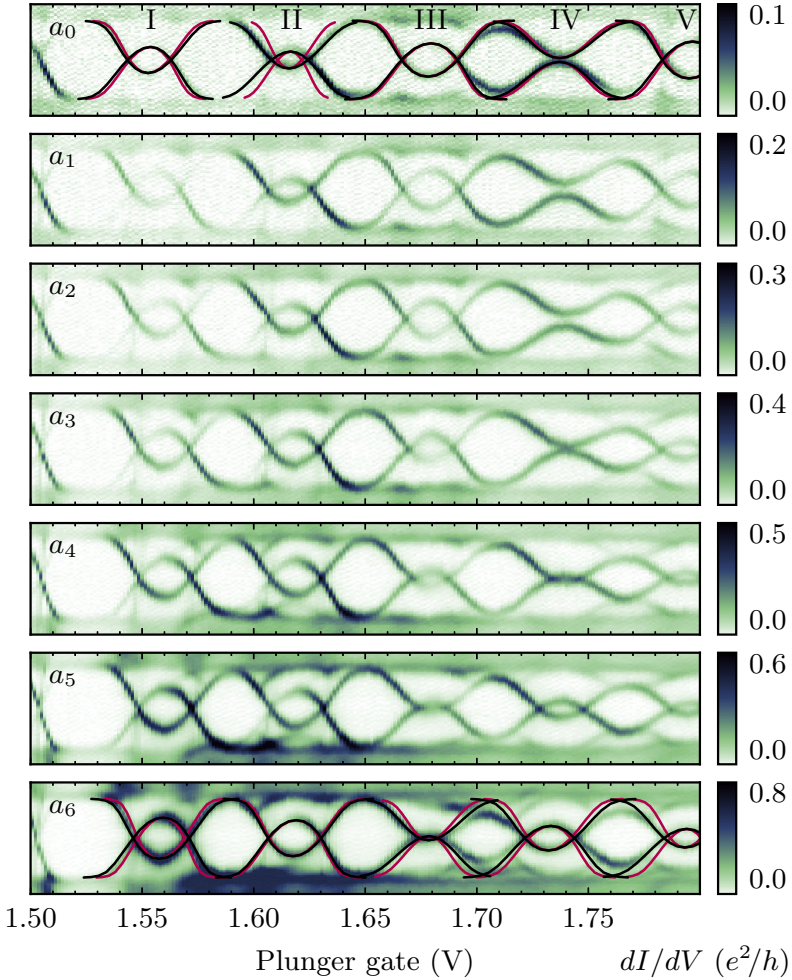 a0 I II III IV V 0.1
0.0
a1 0.2
0.0
a2 0.3
0.0
a3 0.4
0.0
a4 0.5
0.0
a5 0.6
0.0
a6 0.8
0.0
1.50 1.55 1.60 1.65 1.70 1.75
Plunger gate (V) dI/dV (e²/h)